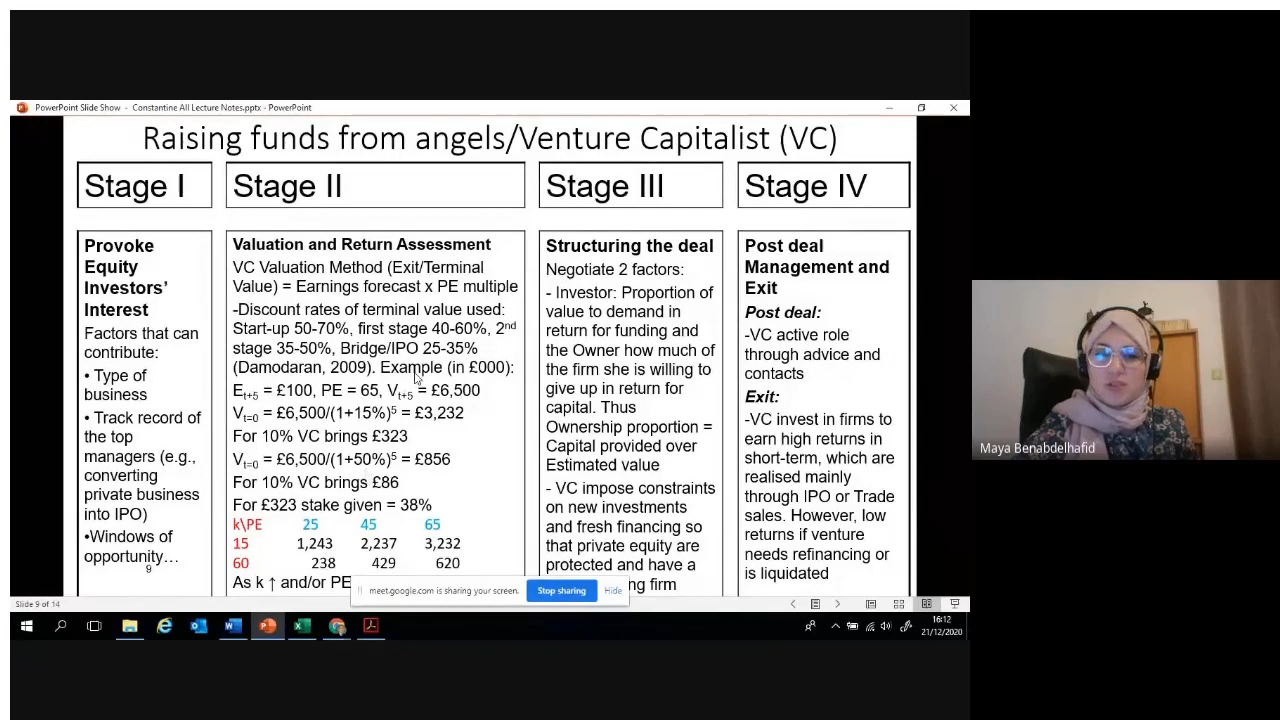 PowerPoint Slide Show - Constantine All Lecture Notes.pptx - PowerPoint
Raising funds from angels/Venture Capitalist (VC)
Stage I
Provoke
Equity
Investors’
Interest
Factors that can
contribute:
• Type of
business
• Track record of
the top
managers (e.g.,
converting
private business
into IPO)
•Windows of
opportunity…
9
Stage II
Valuation and Return Assessment
VC Valuation Method (Exit/Terminal
Value) = Earnings forecast x PE multiple
-Discount rates of terminal value used:
Start-up 50-70%, first stage 40-60%, 2nd
stage 35-50%, Bridge/IPO 25-35%
(Damodaran, 2009). Example (in £000):
Et+5 = £100, PE = 65, Vt+5 = £6,500
Vt=0 = £6,500/(1+15%)5 = £3,232
For 10% VC brings £323
Vt=0 = £6,500/(1+50%)5 = £856
For 10% VC brings £86
For £323 stake given = 38%
k\PE 25 45 65
15 1,243 2,237 3,232
60 238 429 620
As k ↑ and/or PE
Stage III
Structuring the deal
Negotiate 2 factors:
- Investor: Proportion of
value to demand in
return for funding and
the Owner how much of
the firm she is willing to
give up in return for
capital. Thus
Ownership proportion =
Capital provided over
Estimated value
- VC impose constraints
on new investments
and fresh financing so
that private equity are
protected and have a
firm
Stage IV
Post deal
Management and
Exit
Post deal:
-VC active role
through advice and
contacts
Exit:
-VC invest in firms to
earn high returns in
short-term, which are
realised mainly
through IPO or Trade
sales. However, low
returns if venture
needs refinancing or
is liquidated
meet.google.com is sharing your screen.
Stop sharing
Hide
Slide 9 of 14
16:12
21/12/2020
Maya Benabdelhafid